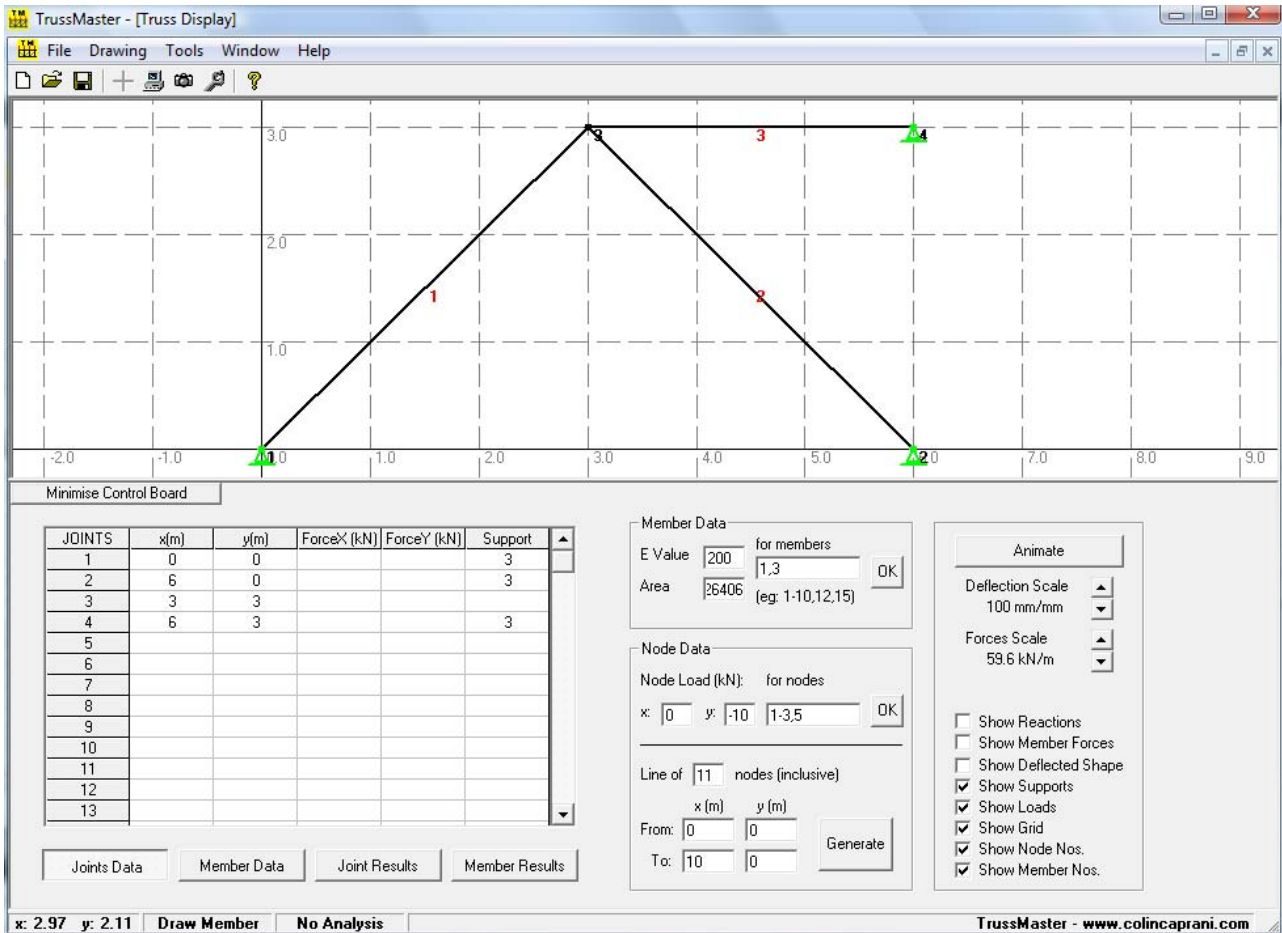 TrussMaster - [Truss Display]
File Drawing Tools Window Help
3.0
3
3
4
2.0
1
2
1.0
-2.0 -1.0 1 .0 1.0 2.0 3.0 4.0 5.0 2 .0 7.0 8.0 9.0
Minimise Control Board
JOINTS x(m) y(m) ForceX (kN) ForceY (kN) Support
1 0 0 3
2 6 0 3
3 3 3
4 6 3 3
5
6
7
8
9
10
11
12
13
Joints Data Member Data Joint Results Member Results
Member Data
E Value 200 for members
1,3 OK
Area 26406 (eg: 1-10,12,15)
Node Data
Node Load (kN): for nodes
x: 0 y: -10 1-3,5 OK
Line of 11 nodes (inclusive)
x (m) y (m)
From: 0 0
To: 10 0
Generate
Animate
Deflection Scale
100 mm/mm
Forces Scale
59.6 kN/m
Show Reactions
Show Member Forces
Show Deflected Shape
Show Supports
Show Loads
Show Grid
Show Node Nos.
Show Member Nos.
x: 2.97 y: 2.11 Draw Member No Analysis TrussMaster - www.colincaprani.com